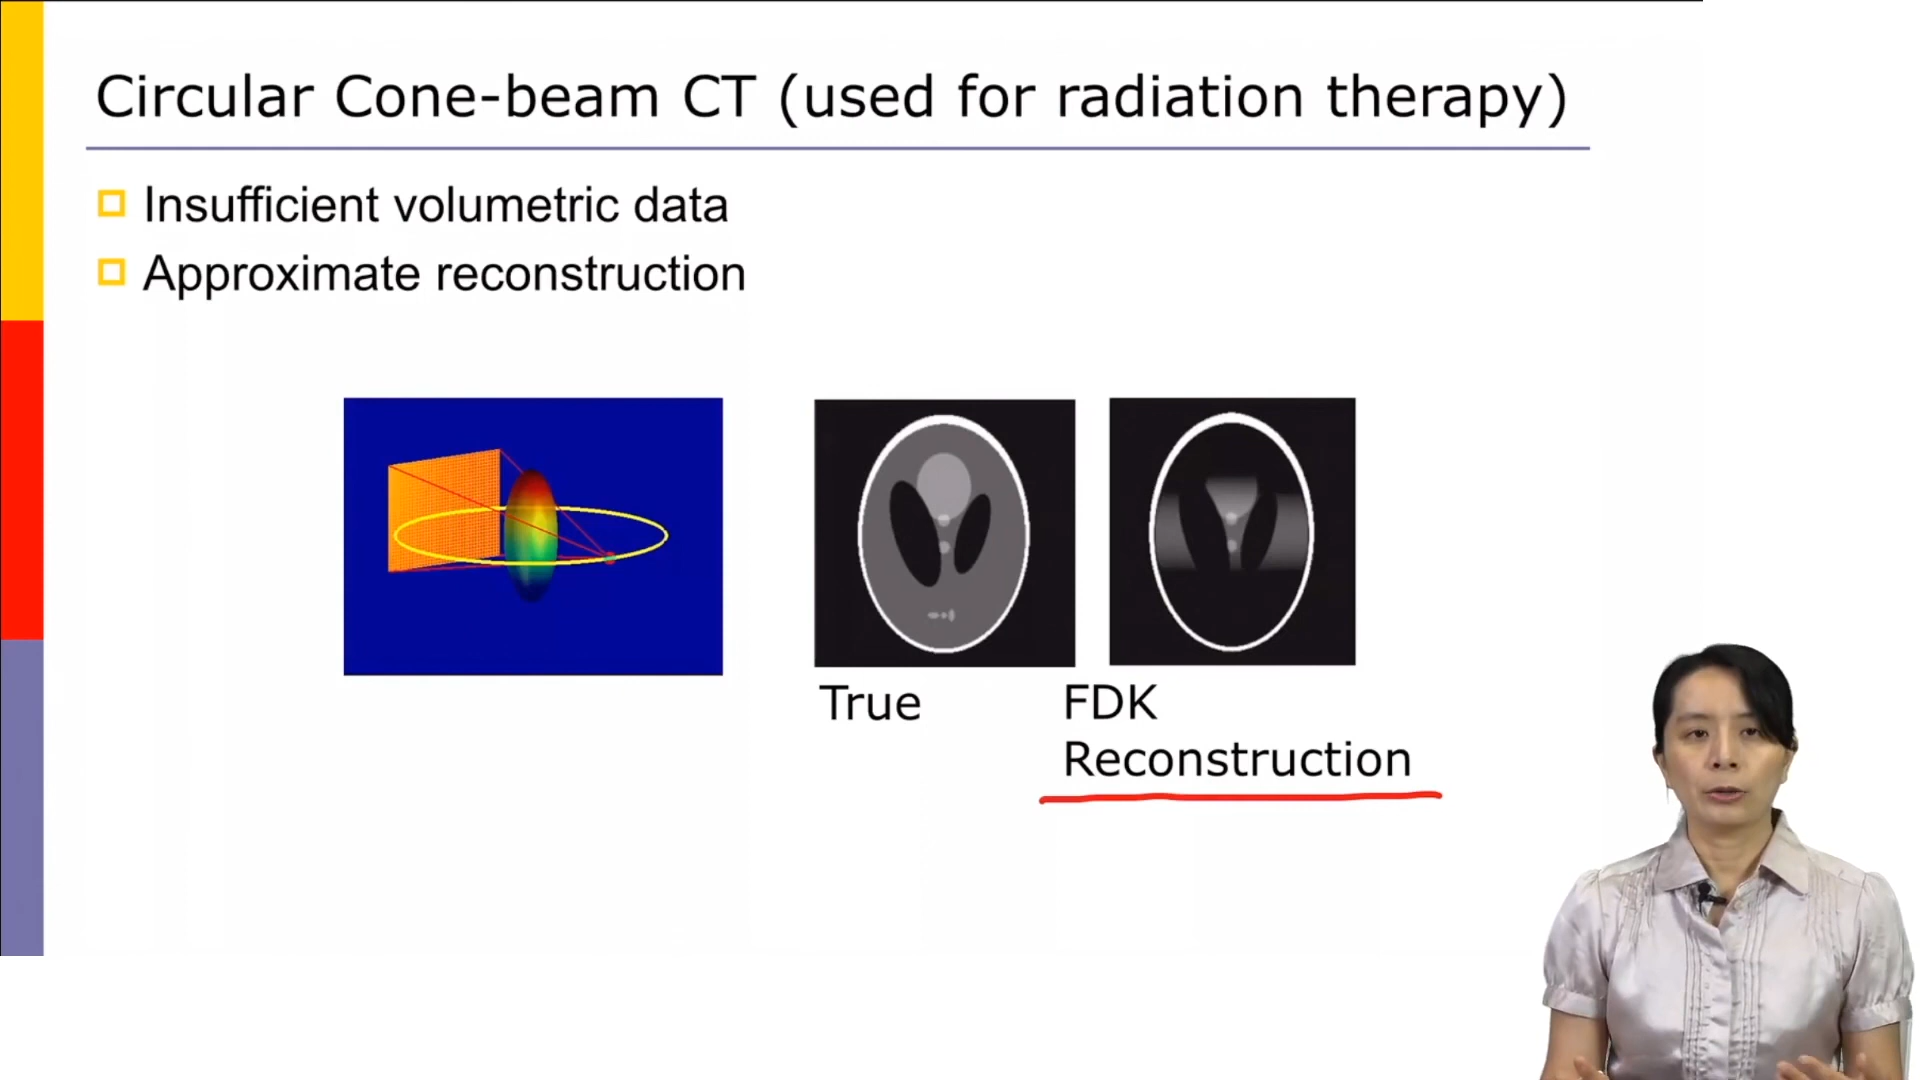 Circular Cone-beam CT (used for radiation therapy)
Insufficient volumetric data
Approximate reconstruction
True
FDK
Reconstruction